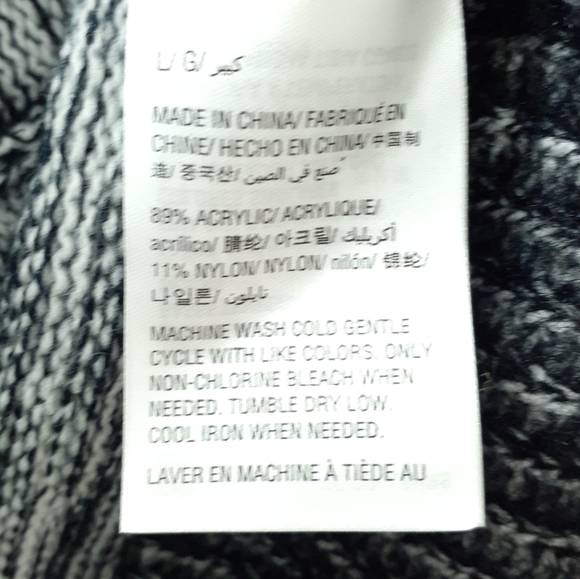 L/ G/ كبير
MADE IN CHINA/ FABRIQUÉ EN
CHINE/ HECHO EN CHINA/ 中国制
造/ 중국산/ صنع في الصين
89% ACRYLIC/ ACRYLIQUE/
acrílico/ 腈纶/ 아크릴/ أكريليك
11% NYLON/ NYLON/ nilón/ 锦纶/
나일론/ نايلون
MACHINE WASH COLD GENTLE
CYCLE WITH LIKE COLORS. ONLY
NON-CHLORINE BLEACH WHEN
NEEDED. TUMBLE DRY LOW.
COOL IRON WHEN NEEDED.
LAVER EN MACHINE À TIÈDE AU